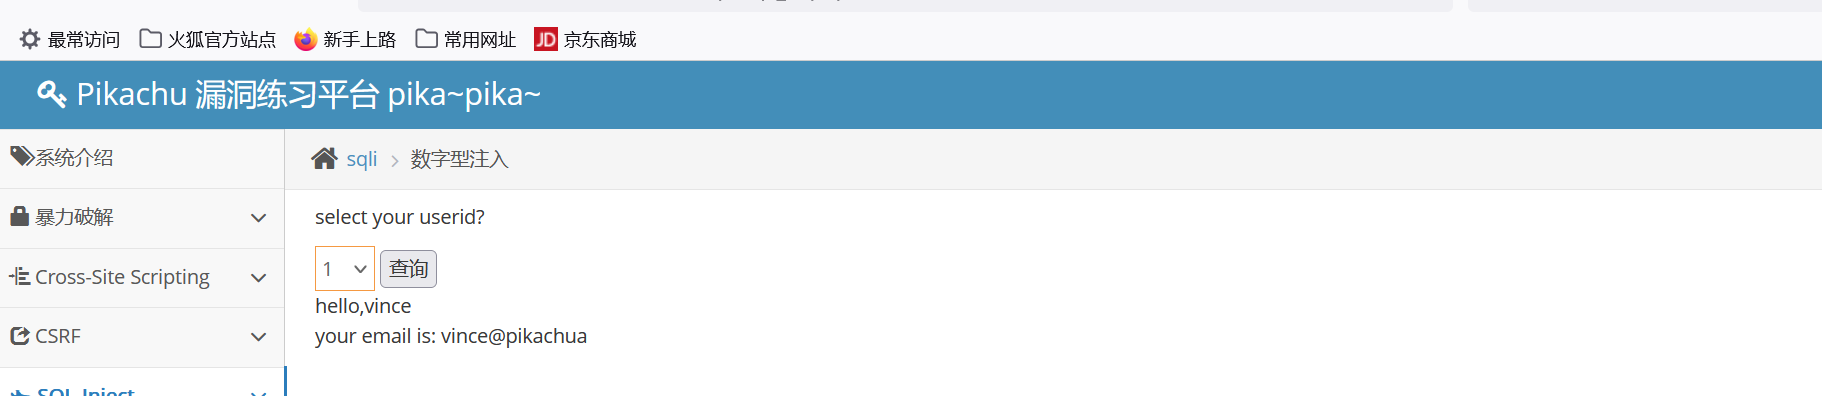 最常访问 火狐官方站点 新手上路 常用网址 JD 京东商城
Pikachu 漏洞练习平台 pika~pika~
系统介绍
sqli > 数字型注入
暴力破解
select your userid?
1 查询
Cross-Site Scripting
hello,vince
CSRF
your email is: vince@pikachua
SQL-Inject